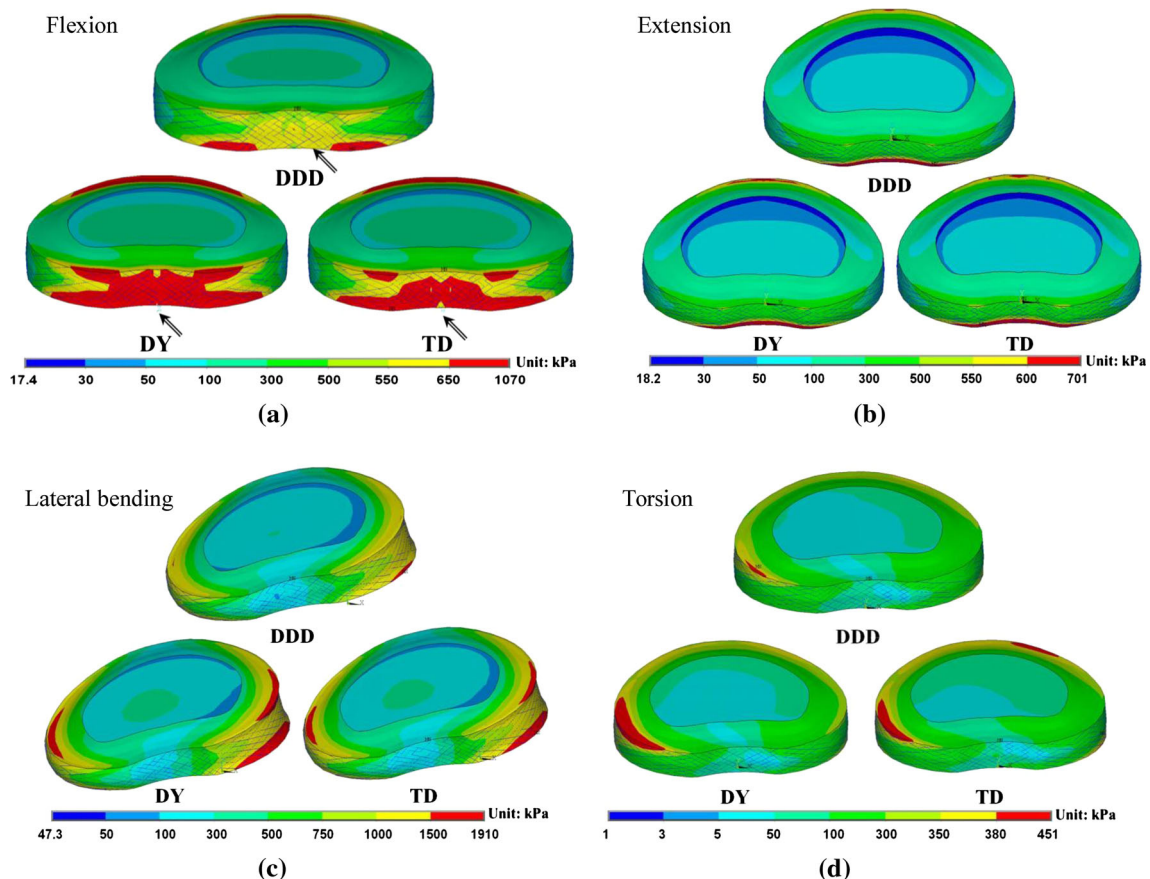 Flexion
DDD
DY
TD
Unit: kPa
17.4 30 50 100 300 500 550 650 1070
(a)
Extension
DDD
DY
TD
Unit: kPa
18.2 30 50 100 300 500 550 600 701
(b)
Lateral bending
DDD
DY
TD
Unit: kPa
47.3 50 100 300 500 750 1000 1500 1910
(c)
Torsion
DDD
DY
TD
Unit: kPa
1 3 5 50 100 300 350 380 451
(d)